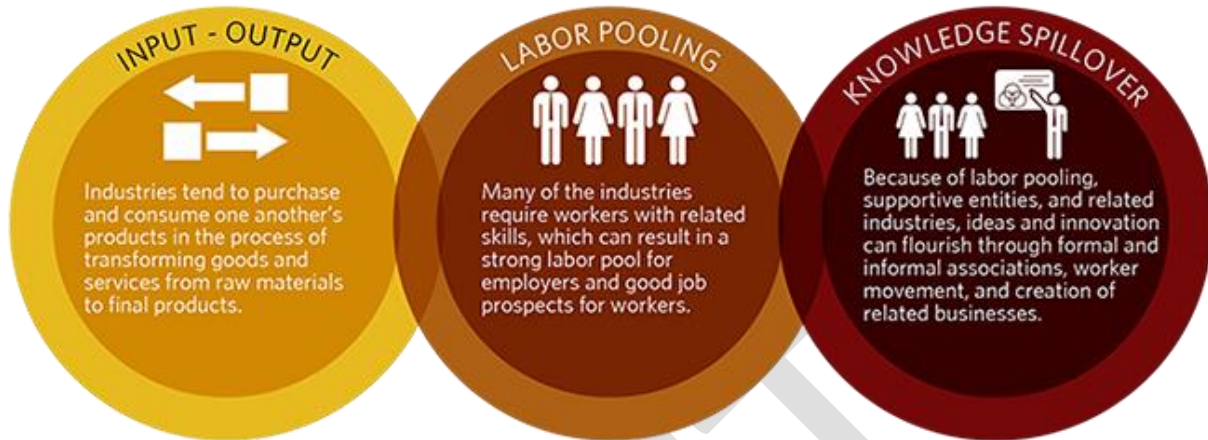 INPUT - OUTPUT
Industries tend to purchase
and consume one another's
products in the process of
transforming goods and
services from raw materials
to final products.
LABOR POOLING
Many of the industries
require workers with related
skills, which can result in a
strong labor pool for
employers and good job
prospects for workers.
KNOWLEDGE SPILLOVER
Because of labor pooling,
supportive entities, and related
industries, ideas and innovation
can flourish through formal and
informal associations, worker
movement, and creation of
related businesses.